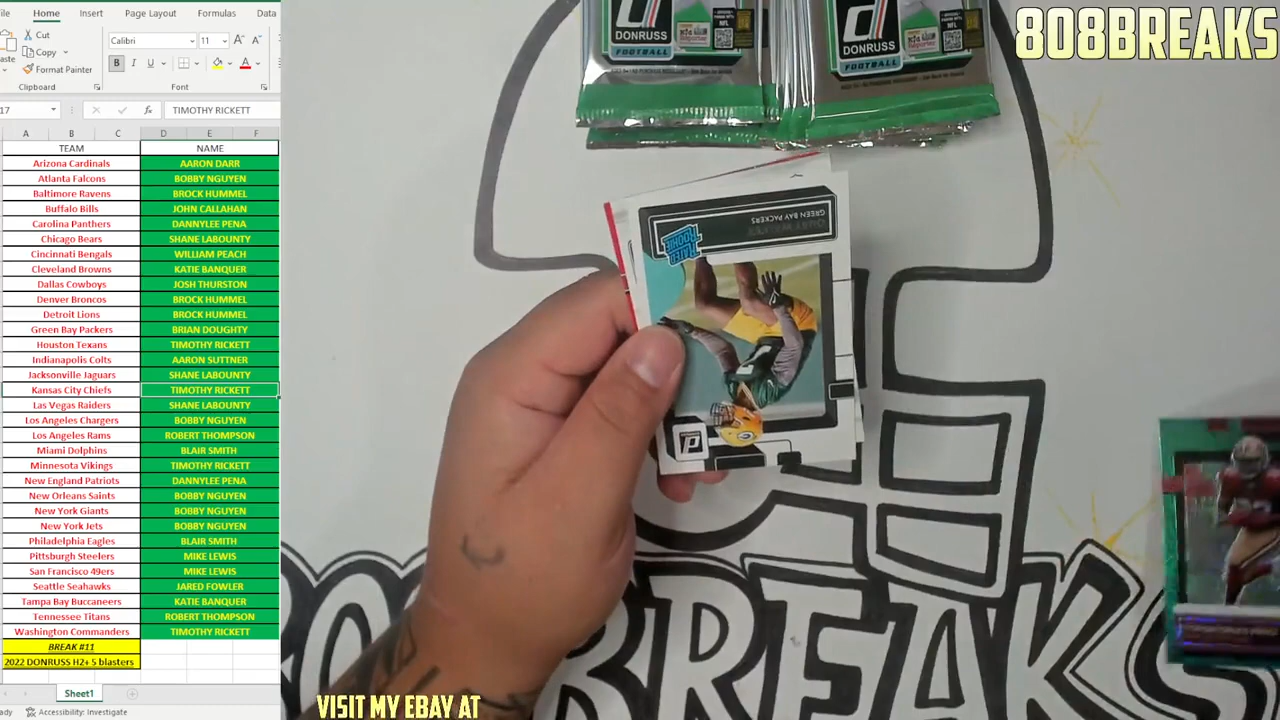 808BREAKS
File
Home
Insert
Page Layout
Formulas
Data
Cut
Copy
Format Painter
Clipboard
Calibri
11
B I U
Font
TIMOTHY RICKETT
A B C D E F
TEAM NAME
Arizona Cardinals AARON DARR
Atlanta Falcons BOBBY NGUYEN
Baltimore Ravens BROCK HUMMEL
Buffalo Bills JOHN CALLAHAN
Carolina Panthers DANNYLEE PENA
Chicago Bears SHANE LABOUNTY
Cincinnati Bengals WILLIAM PEACH
Cleveland Browns KATIE BANQUER
Dallas Cowboys JOSH THURSTON
Denver Broncos BROCK HUMMEL
Detroit Lions BROCK HUMMEL
Green Bay Packers BRIAN DOUGHTY
Houston Texans TIMOTHY RICKETT
Indianapolis Colts AARON SUTTNER
Jacksonville Jaguars SHANE LABOUNTY
Kansas City Chiefs TIMOTHY RICKETT
Las Vegas Raiders SHANE LABOUNTY
Los Angeles Chargers BOBBY NGUYEN
Los Angeles Rams ROBERT THOMPSON
Miami Dolphins BLAIR SMITH
Minnesota Vikings TIMOTHY RICKETT
New England Patriots DANNYLEE PENA
New Orleans Saints BOBBY NGUYEN
New York Giants BOBBY NGUYEN
New York Jets BOBBY NGUYEN
Philadelphia Eagles BLAIR SMITH
Pittsburgh Steelers MIKE LEWIS
San Francisco 49ers MIKE LEWIS
Seattle Seahawks JARED FOWLER
Tampa Bay Buccaneers KATIE BANQUER
Tennessee Titans ROBERT THOMPSON
Washington Commanders TIMOTHY RICKETT
BREAK #11
2022 DONRUSS H2+ 5 blasters
Sheet1
Accessibility: Investigate
DONRUSS
FOOTBALL
DONRUSS
FOOTBALL
GREEN BAY PACKERS
RATED ROOKIE
BREAKS
VISIT MY EBAY AT